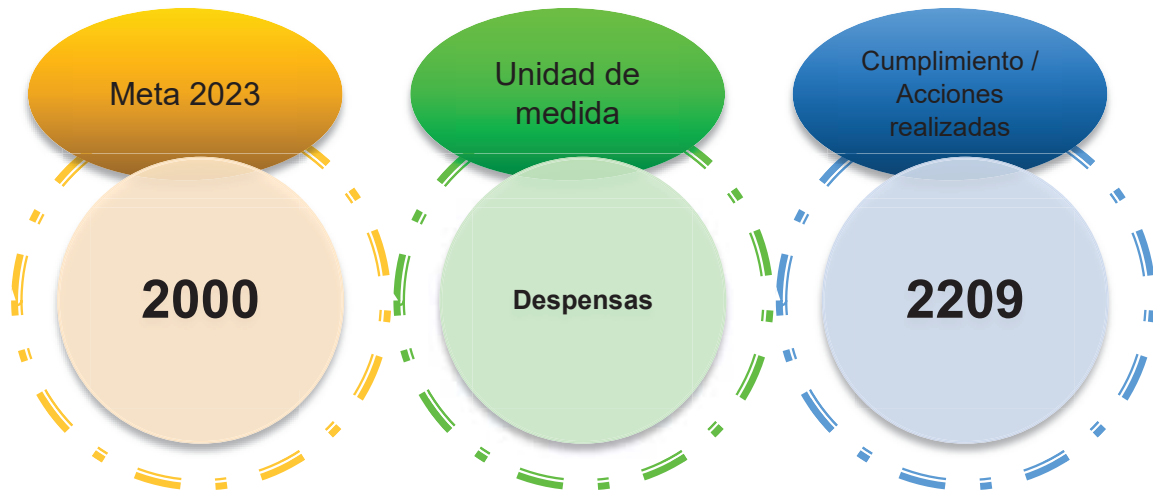 Meta 2023
Unidad de
medida
Cumplimiento /
Acciones
realizadas
2000
Despensas
2209